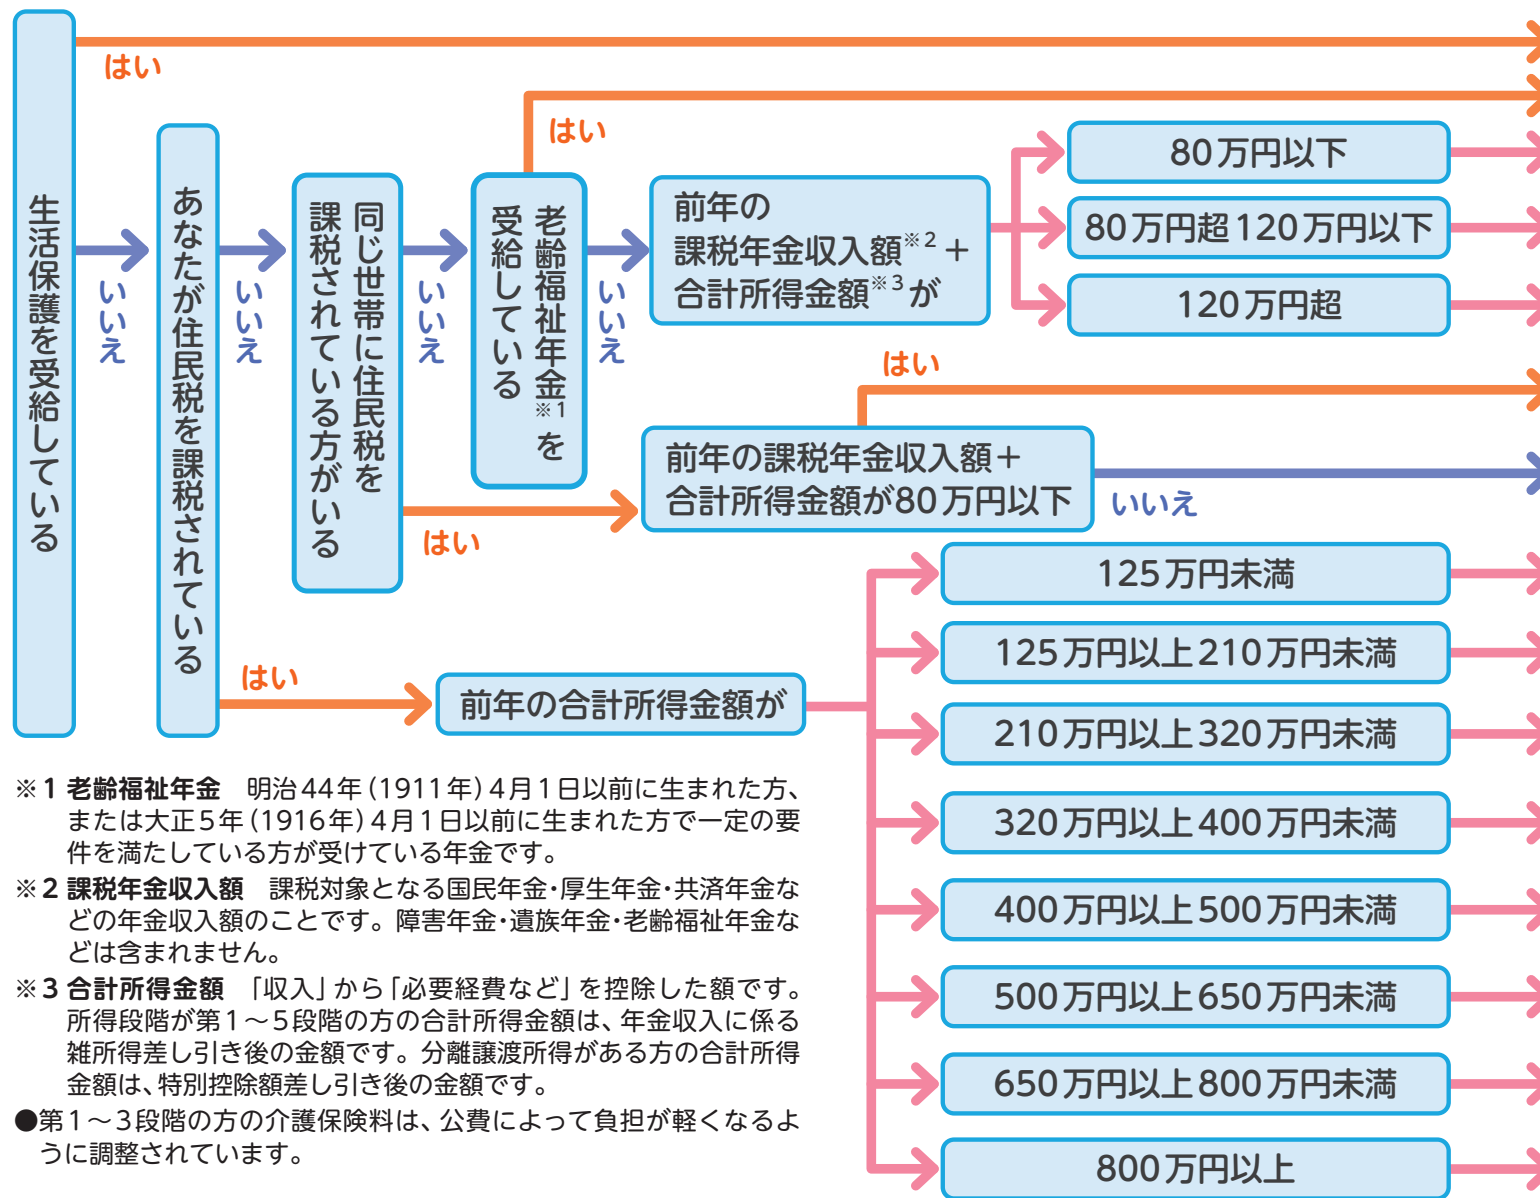 生活保護を受給している
はい
いいえ
あなたが住民税を課税されている
いいえ
はい
同じ世帯に住民税を
課税されている方がいる
いいえ
はい
老齢福祉年金※1を
受給している
はい
いいえ
前年の
課税年金収入額※2＋
合計所得金額※3が
80万円以下
80万円超120万円以下
120万円超
前年の課税年金収入額＋
合計所得金額が80万円以下
はい
いいえ
前年の合計所得金額が
125万円未満
125万円以上210万円未満
210万円以上320万円未満
320万円以上400万円未満
400万円以上500万円未満
500万円以上650万円未満
650万円以上800万円未満
800万円以上
※1 老齢福祉年金　明治44年(1911年)4月1日以前に生まれた方、
または大正5年(1916年)4月1日以前に生まれた方で一定の要
件を満たしている方が受けている年金です。
※2 課税年金収入額　課税対象となる国民年金・厚生年金・共済年金な
どの年金収入額のことです。障害年金・遺族年金・老齢福祉年金な
どは含まれません。
※3 合計所得金額　「収入」から「必要経費など」を控除した額です。
所得段階が第1～5段階の方の合計所得金額は、年金収入に係る
雑所得差し引き後の金額です。分離譲渡所得がある方の合計所得
金額は、特別控除額差し引き後の金額です。
●第1～3段階の方の介護保険料は、公費によって負担が軽くなるよ
うに調整されています。